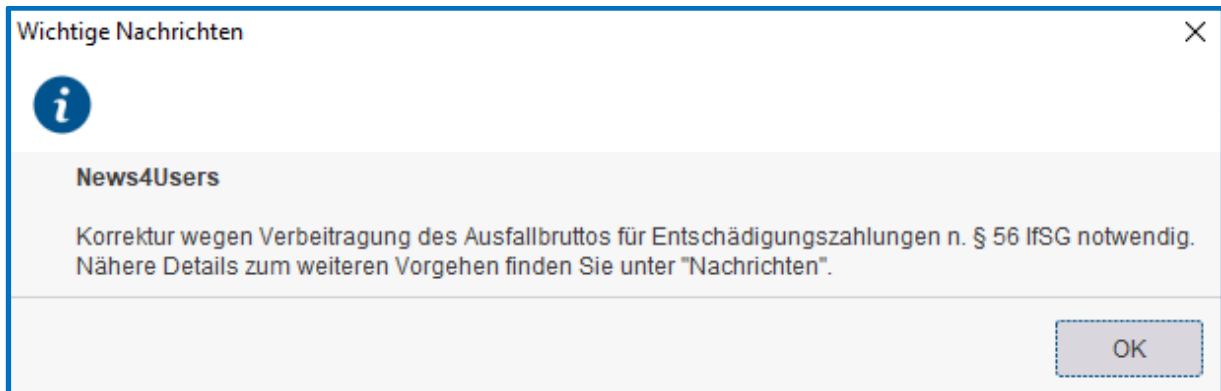 Wichtige Nachrichten
News4Users
Korrektur wegen Verbeitragung des Ausfallbruttos für Entschädigungszahlungen n. § 56 IfSG notwendig.
Nähere Details zum weiteren Vorgehen finden Sie unter "Nachrichten".
OK